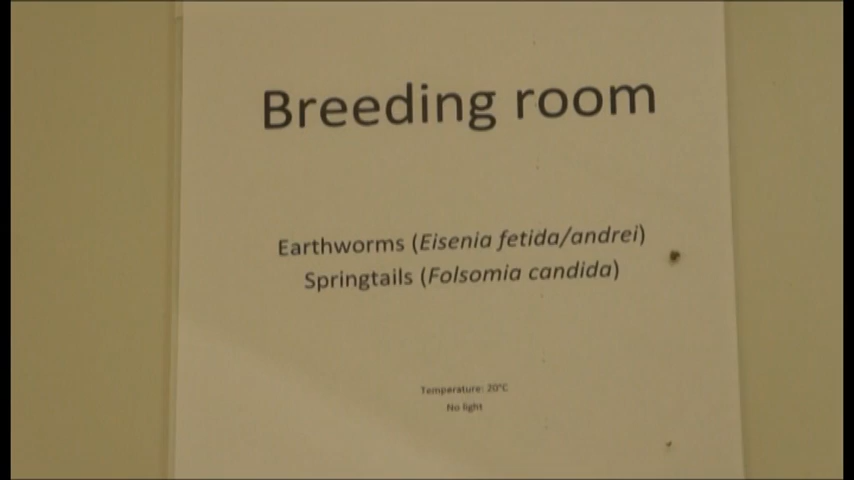 Breeding room
Earthworms (Eisenia fetida/andrei)
Springtails (Folsomia candida)
Temperature: 20°C
No light